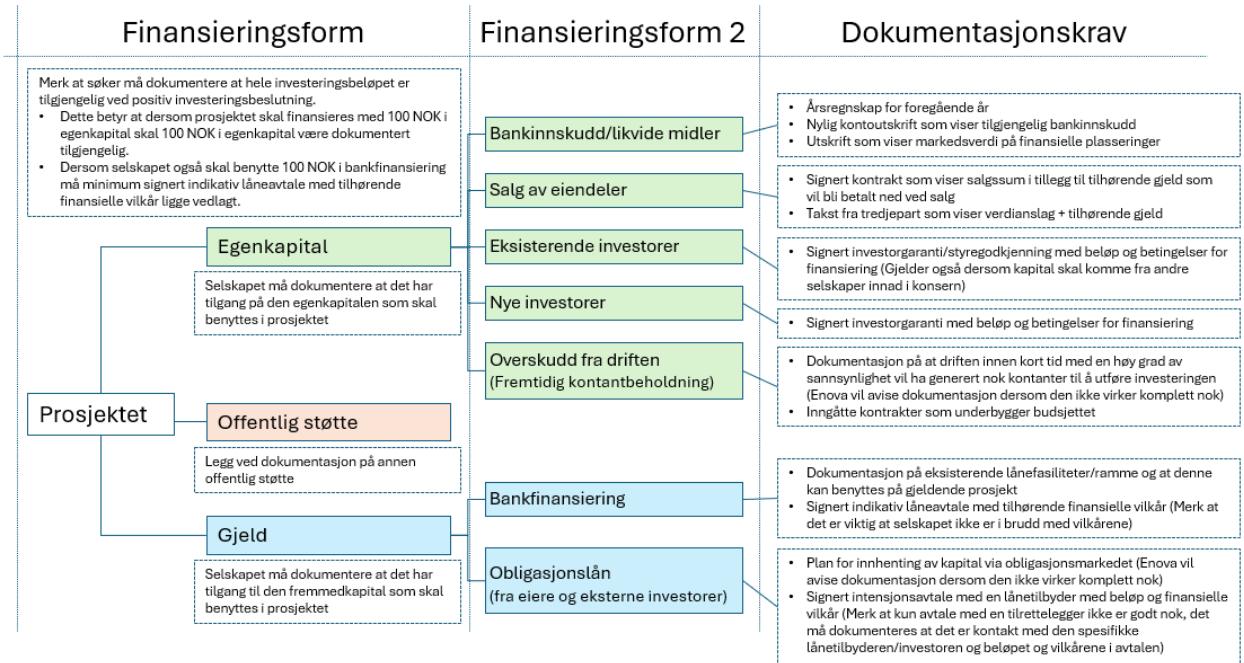 Finansieringsform
Finansieringsform 2
Dokumentasjonskrav
Merk at søker må dokumentere at hele investeringsbeløpet er
tilgjengelig ved positiv investeringsbeslutning.
• Dette betyr at dersom prosjektet skal finansieres med 100 NOK i
egenkapital skal 100 NOK i egenkapital være dokumentert
tilgjengelig.
• Dersom selskapet også skal benytte 100 NOK i bankfinansiering
må minimum signert indikativ låneavtale med tilhørende
finansielle vilkår ligge vedlagt.
Prosjektet
Egenkapital
Selskapet må dokumentere at det har
tilgang på den egenkapitalen som skal
benyttes i prosjektet
Bankinnskudd/likvide midler
• Årsregnskap for foregående år
• Nylig kontoutskrift som viser tilgjengelig bankinnskudd
• Utskrift som viser markedsverdi på finansielle plasseringer
Salg av eiendeler
• Signert kontrakt som viser salgssum i tillegg til tilhørende gjeld som
vil bli betalt ned ved salg
• Takst fra tredjepart som viser verdianslag + tilhørende gjeld
Eksisterende investorer
• Signert investorgaranti/styregodkjenning med beløp og betingelser for
finansiering (Gjelder også dersom kapital skal komme fra andre
selskaper innad i konsern)
Nye investorer
• Signert investorgaranti med beløp og betingelser for finansiering
Overskudd fra driften
(Fremtidig kontantbeholdning)
• Dokumentasjon på at driften innen kort tid med en høy grad av
sannsynlighet vil ha generert nok kontanter til å utføre investeringen
(Enova vil avise dokumentasjon dersom den ikke virker komplett nok)
• Inngåtte kontrakter som underbygger budsjettet
Offentlig støtte
Legg ved dokumentasjon på annen
offentlig støtte
Gjeld
Selskapet må dokumentere at det har
tilgang til den fremmedkapital som skal
benyttes i prosjektet
Bankfinansiering
• Dokumentasjon på eksisterende lånefasiliteter/ramme og at denne
kan benyttes på gjeldende prosjekt
• Signert indikativ låneavtale med tilhørende finansielle vilkår (Merk at
det er viktig at selskapet ikke er i brudd med vilkårene)
Obligasjonslån
(fra eiere og eksterne investorer)
• Plan for innhenting av kapital via obligasjonsmarkedet (Enova vil
avise dokumentasjon dersom den ikke virker komplett nok)
• Signert intensjonsavtale med en lånetilbyder med beløp og finansielle
vilkår (Merk at kun avtale med en tilrettelegger ikke er godt nok, det
må dokumenteres at det er kontakt med den spesifikke
lånetilbyderen/investoren og beløpet og vilkårene i avtalen)